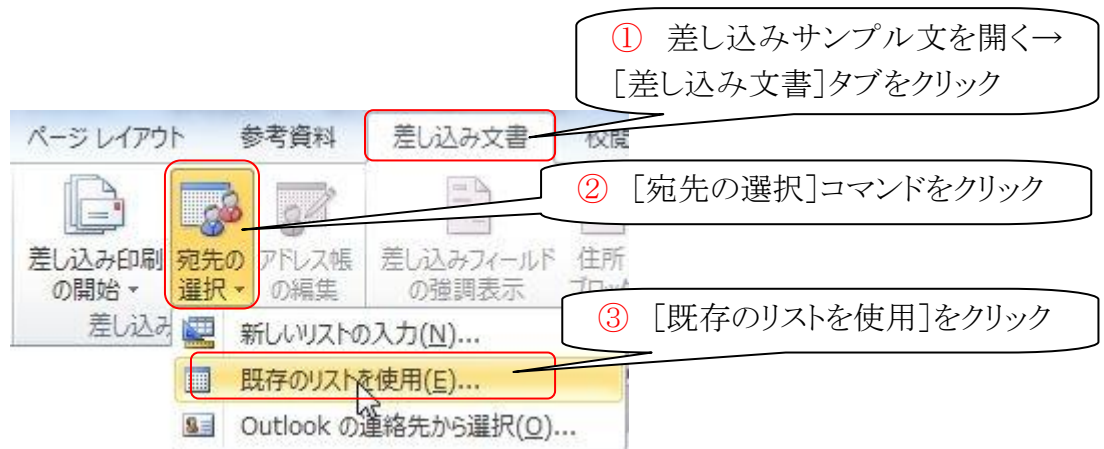 ① 差し込みサンプル文を開く→
［差し込み文書］タブをクリック
ページ レイアウト 参考資料 差し込み文書 校閲
② ［宛先の選択］コマンドをクリック
差し込み印刷 宛先の アドレス帳 差し込みフィールド 住所
の開始 選択 の編集 の強調表示
③ ［既存のリストを使用］をクリック
差し込み
新しいリストの入力(N)...
既存のリストを使用(E)...
Outlook の連絡先から選択(O)...